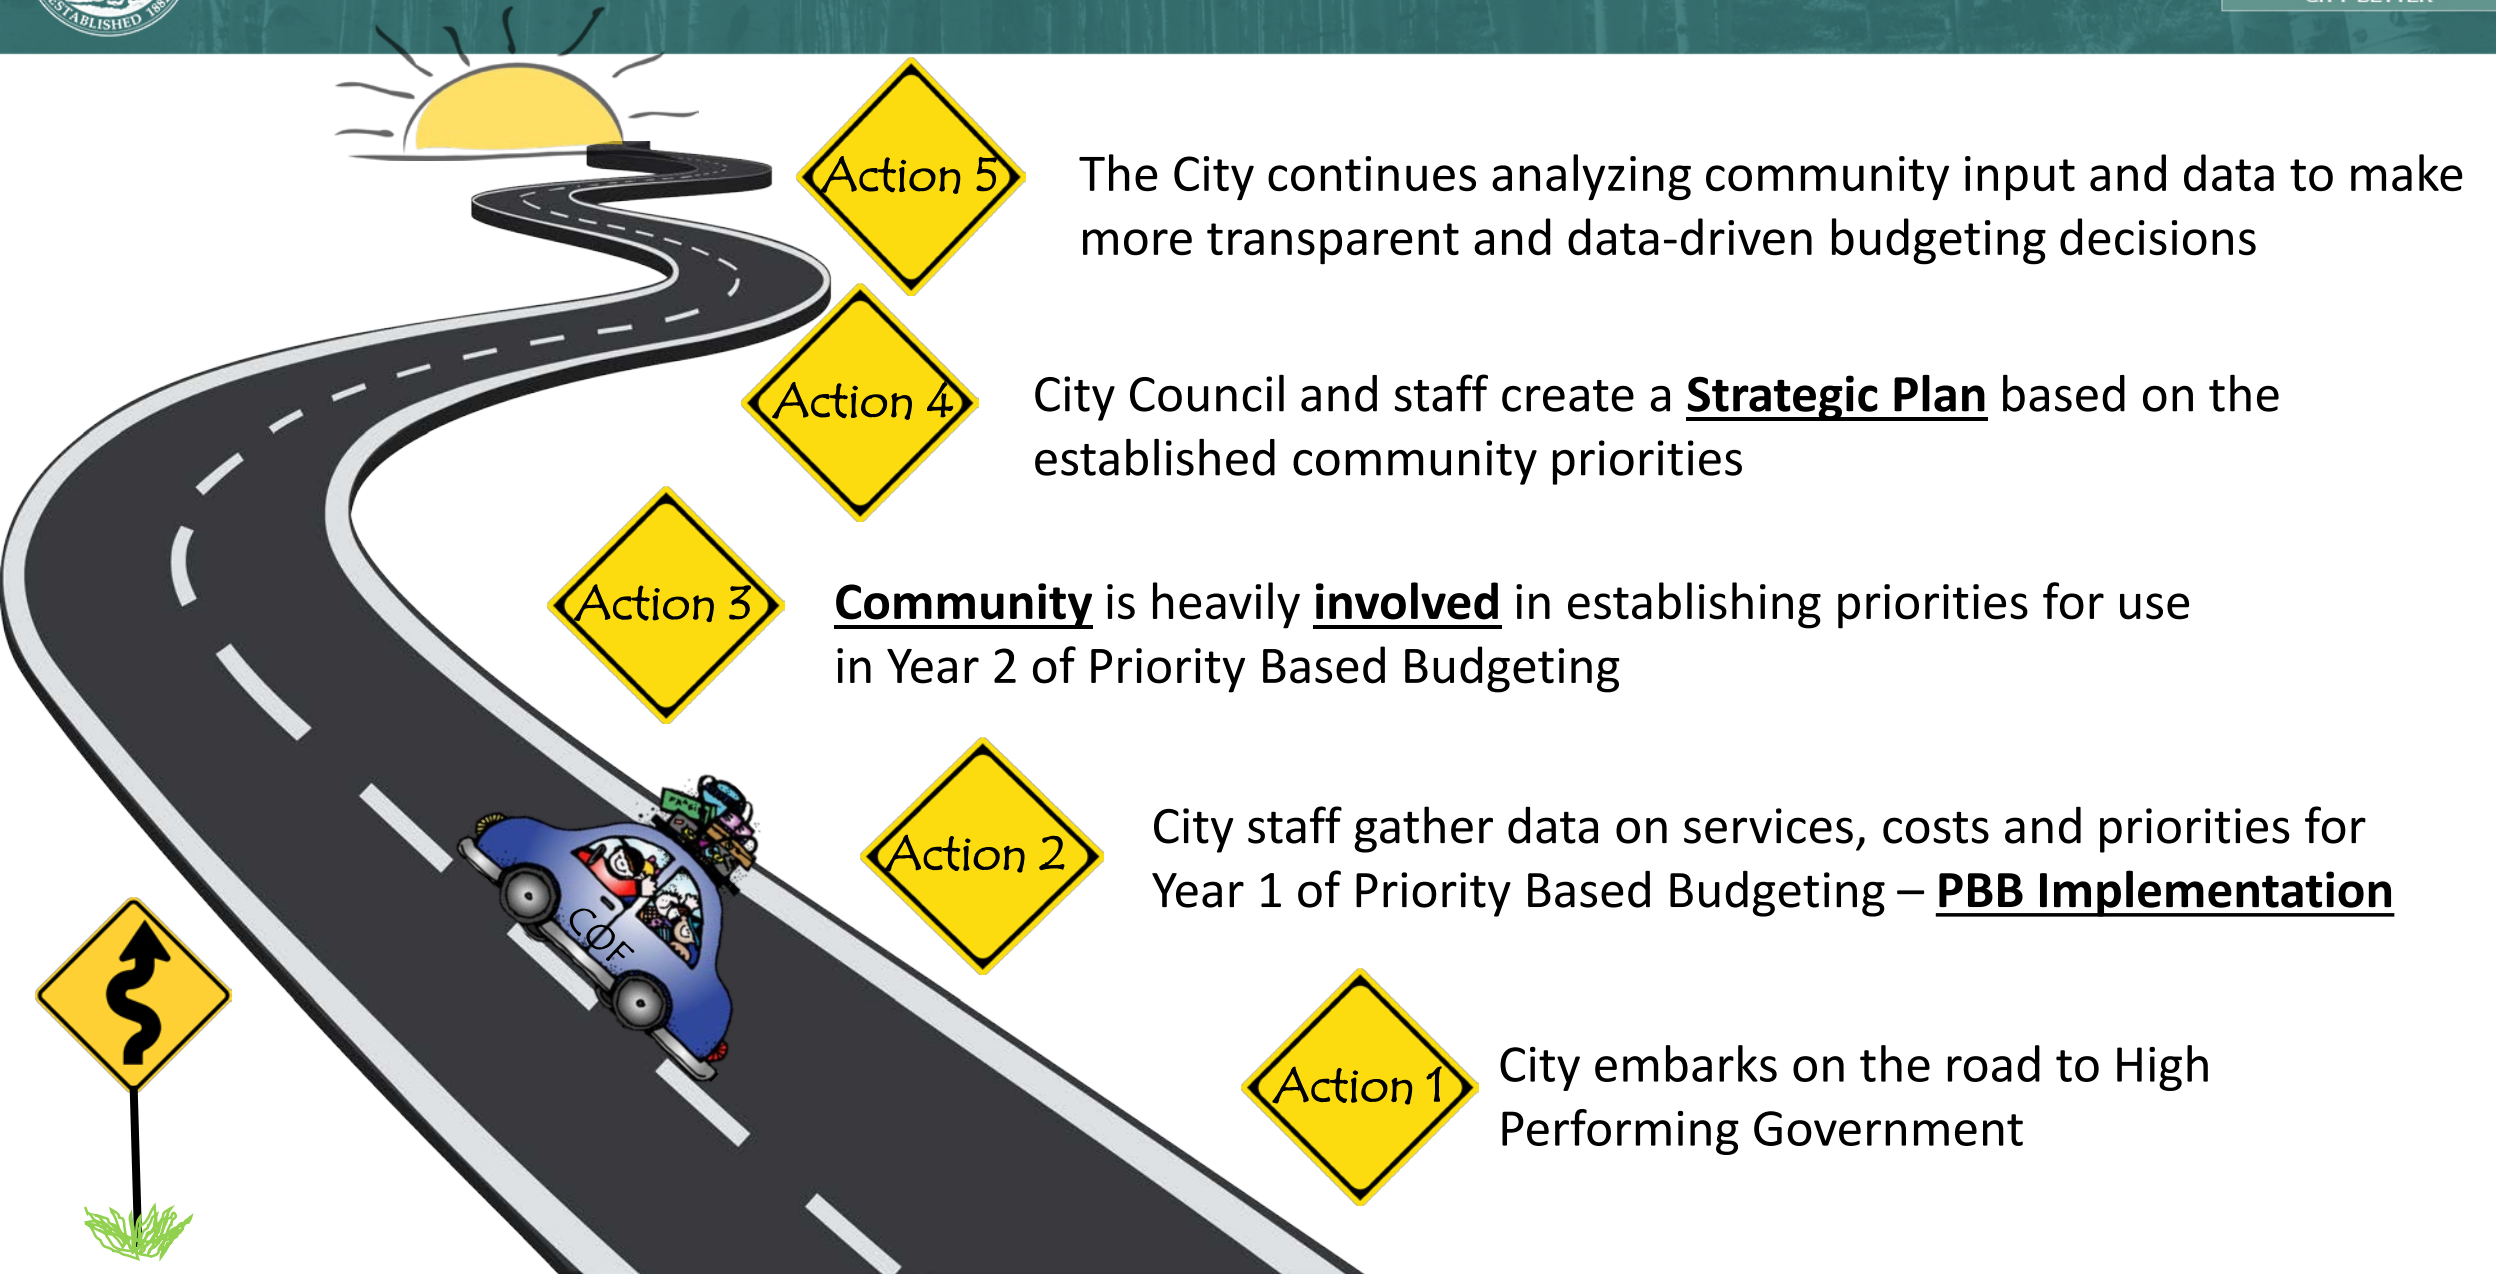 ESTABLISHED 1882
CITY BETTER
Action 5
The City continues analyzing community input and data to make
more transparent and data-driven budgeting decisions
Action 4
City Council and staff create a Strategic Plan based on the
established community priorities
Action 3
Community is heavily involved in establishing priorities for use
in Year 2 of Priority Based Budgeting
Action 2
City staff gather data on services, costs and priorities for
Year 1 of Priority Based Budgeting – PBB Implementation
COF
Action 1
City embarks on the road to High
Performing Government